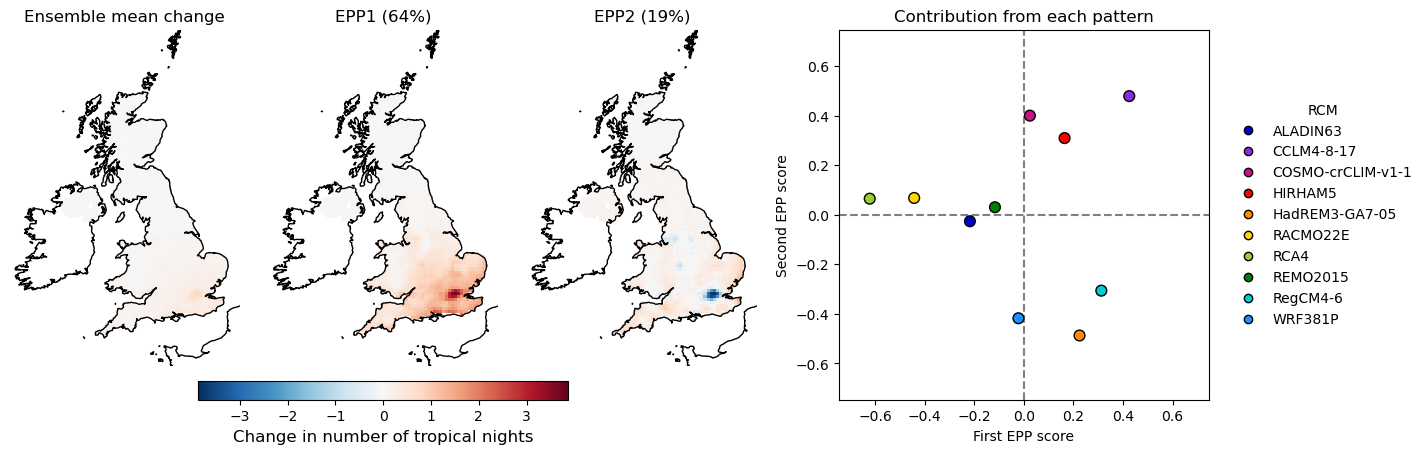 Ensemble mean change
EPP1 (64%)
EPP2 (19%)
−3 −2 −1 0 1 2 3
Change in number of tropical nights
Contribution from each pattern
Second EPP score
0.6
0.4
0.2
0.0
−0.2
−0.4
−0.6
−0.6 −0.4 −0.2 0.0 0.2 0.4 0.6
First EPP score
RCM
ALADIN63
CCLM4-8-17
COSMO-crCLIM-v1-1
HIRHAM5
HadREM3-GA7-05
RACMO22E
RCA4
REMO2015
RegCM4-6
WRF381P